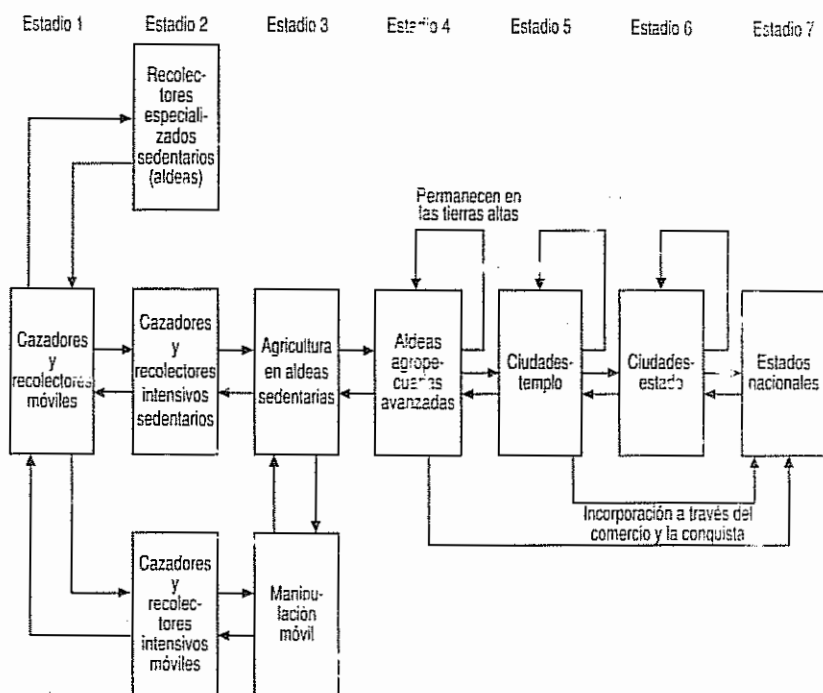 Estadio 1 Estadio 2 Estadio 3 Estadio 4 Estadio 5 Estadio 6 Estadio 7
Recolec-
tores
especiali-
zados
sedentarios
(aldeas)
Permanecen en
las tierras altas
Cazadores
y
recolectores
móviles
Cazadores
y
recolectores
intensivos
sedentarios
Agricultura
en aldeas
sedentarias
Aldeas
agrope-
cuarias
avanzadas
Ciudades-
templo
Ciudades-
estado
Estados
nacionales
Incorporación a través del
comercio y la conquista
Cazadores
y
recolec-
tores
intensivos
móviles
Manipu-
lación
móvil